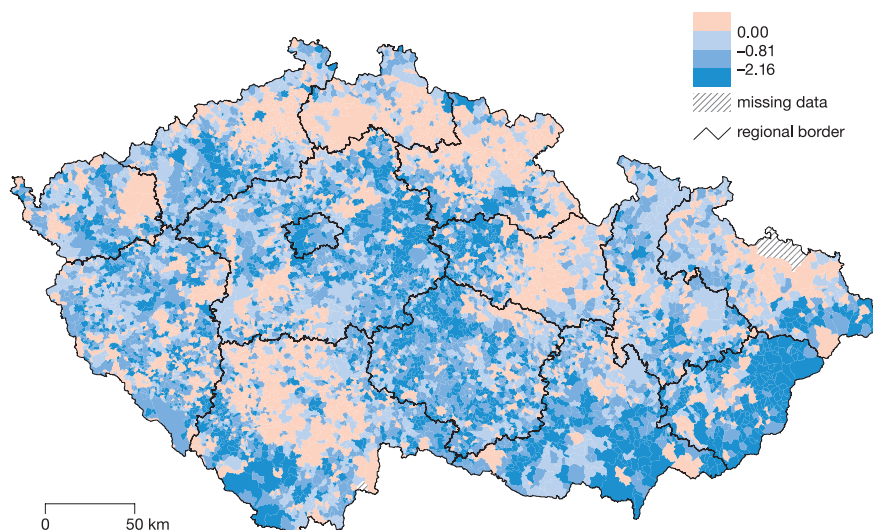 0.00
–0.81
–2.16
missing data
regional border
0
50 km